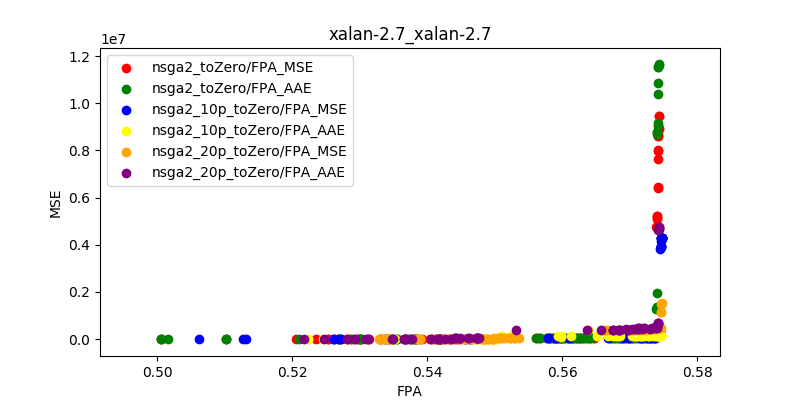 xalan-2.7_xalan-2.7
1e7
1.2
1.0
0.8
0.6
0.4
0.2
0.0
MSE
nsga2_toZero/FPA_MSE
nsga2_toZero/FPA_AAE
nsga2_10p_toZero/FPA_MSE
nsga2_10p_toZero/FPA_AAE
nsga2_20p_toZero/FPA_MSE
nsga2_20p_toZero/FPA_AAE
0.50 0.52 0.54 0.56 0.58
FPA